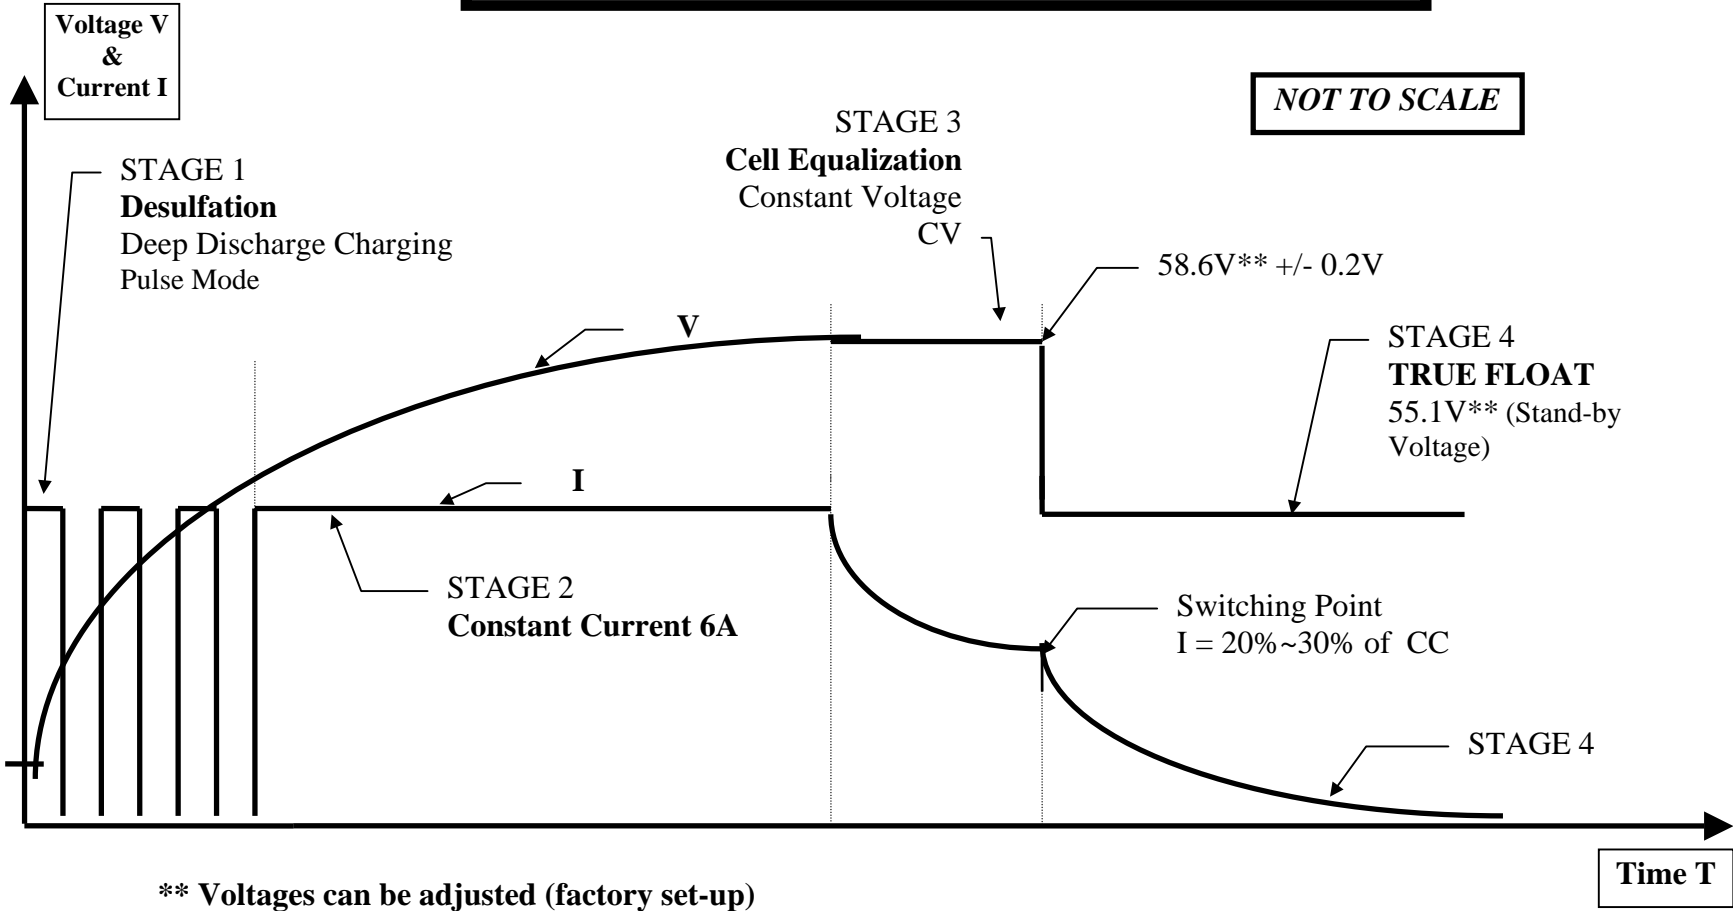 Voltage V
&
Current I
NOT TO SCALE
STAGE 3
Cell Equalization
Constant Voltage
CV
STAGE 1
Desulfation
Deep Discharge Charging
Pulse Mode
58.6V** +/- 0.2V
V
STAGE 4
TRUE FLOAT
55.1V** (Stand-by
Voltage)
I
STAGE 2
Constant Current 6A
Switching Point
I = 20%~30% of  CC
STAGE 4
Time T
** Voltages can be adjusted (factory set-up)